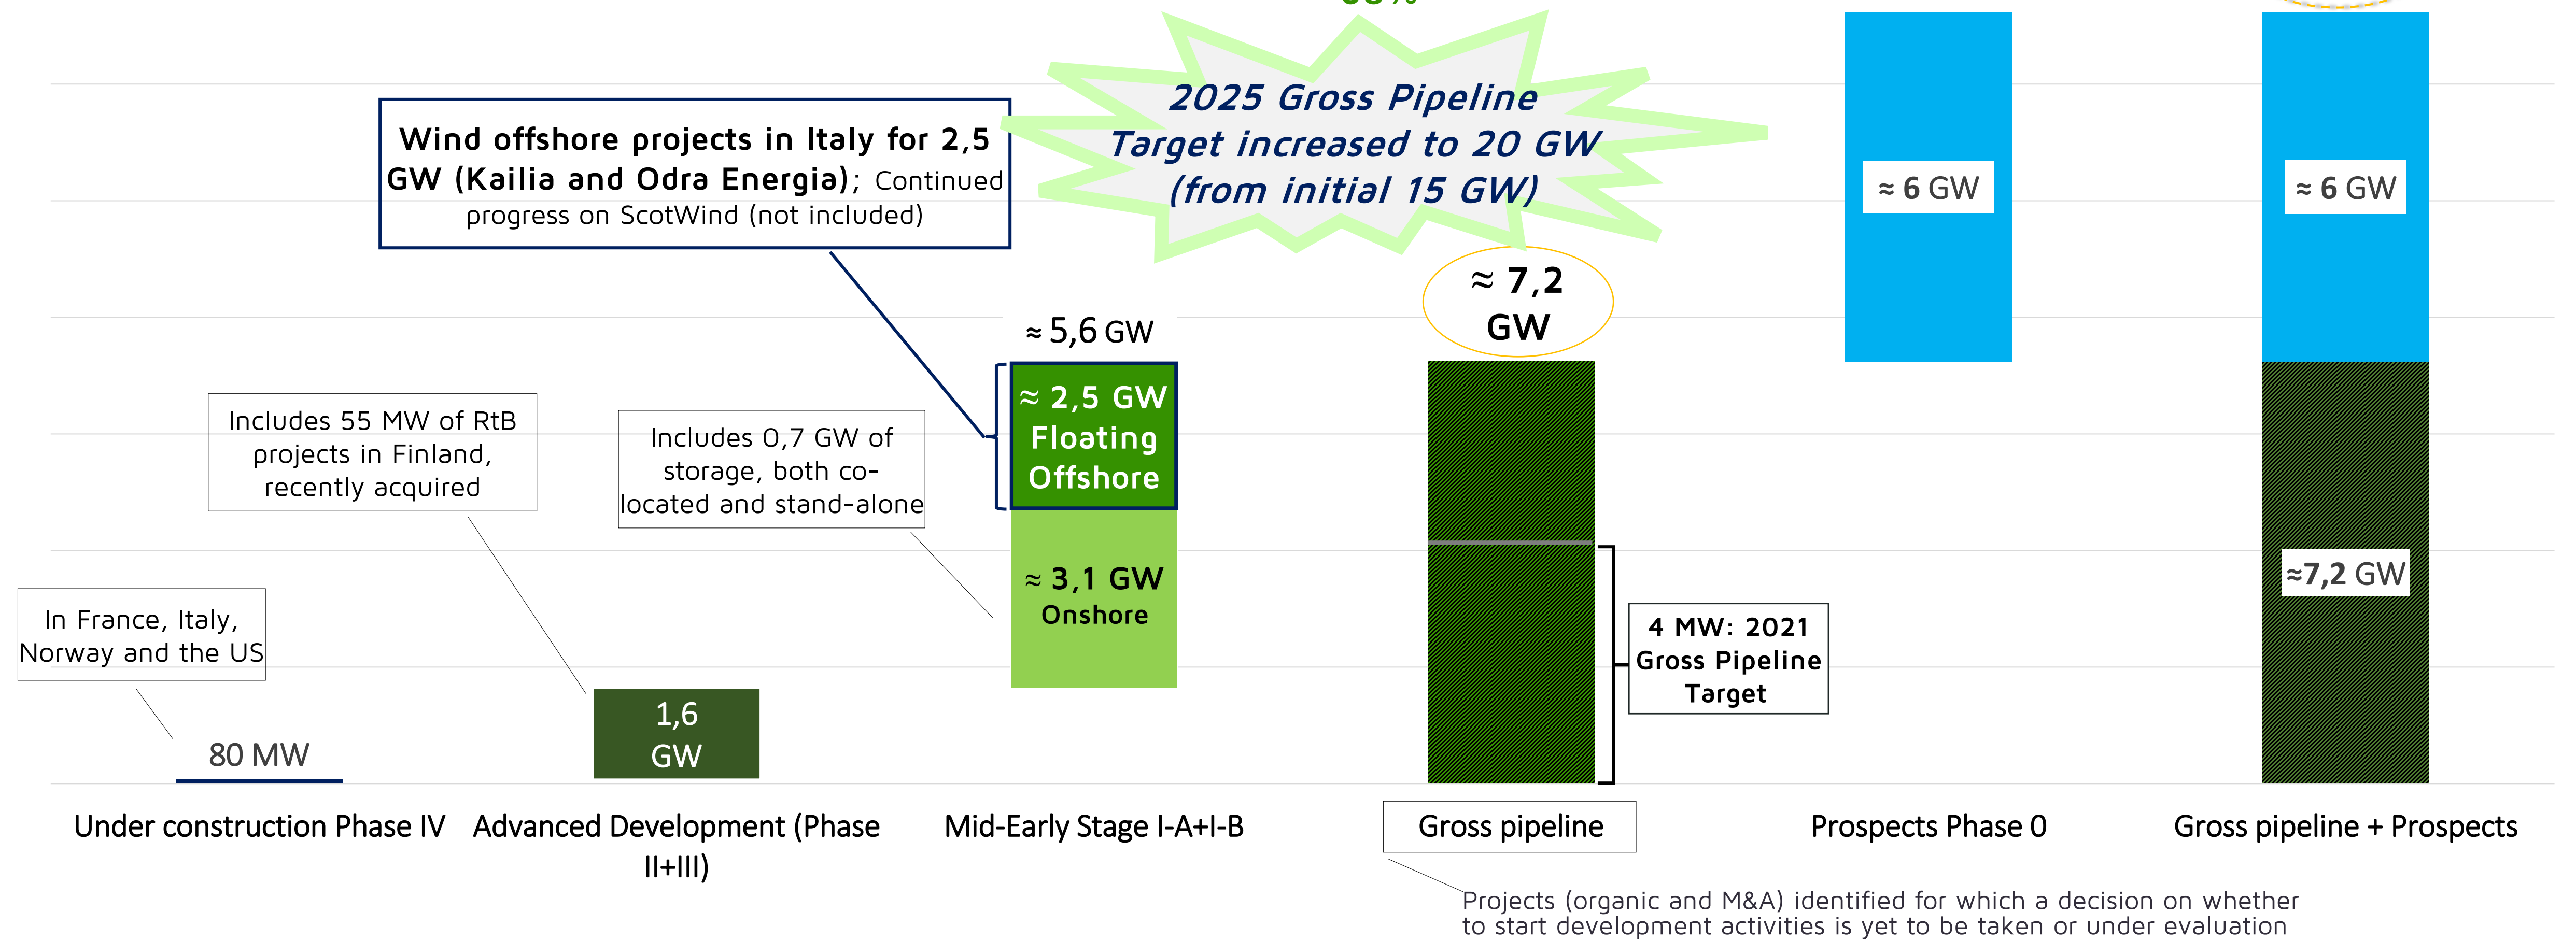 2025 Gross Pipeline
Target increased to 20 GW
(from initial 15 GW)
Wind offshore projects in Italy for 2,5
GW (Kailia and Odra Energia); Continued
progress on ScotWind (not included)
≈ 6 GW
≈ 6 GW
≈ 7,2
GW
≈ 5,6 GW
≈ 2,5 GW
Floating
Offshore
Includes 55 MW of RtB
projects in Finland,
recently acquired
Includes 0,7 GW of
storage, both co-
located and stand-alone
≈ 3,1 GW
Onshore
≈7,2 GW
In France, Italy,
Norway and the US
4 MW: 2021
Gross Pipeline
Target
80 MW
1,6
GW
Under construction Phase IV
Advanced Development (Phase
II+III)
Mid-Early Stage I-A+I-B
Gross pipeline
Prospects Phase 0
Gross pipeline + Prospects
Projects (organic and M&A) identified for which a decision on whether
to start development activities is yet to be taken or under evaluation